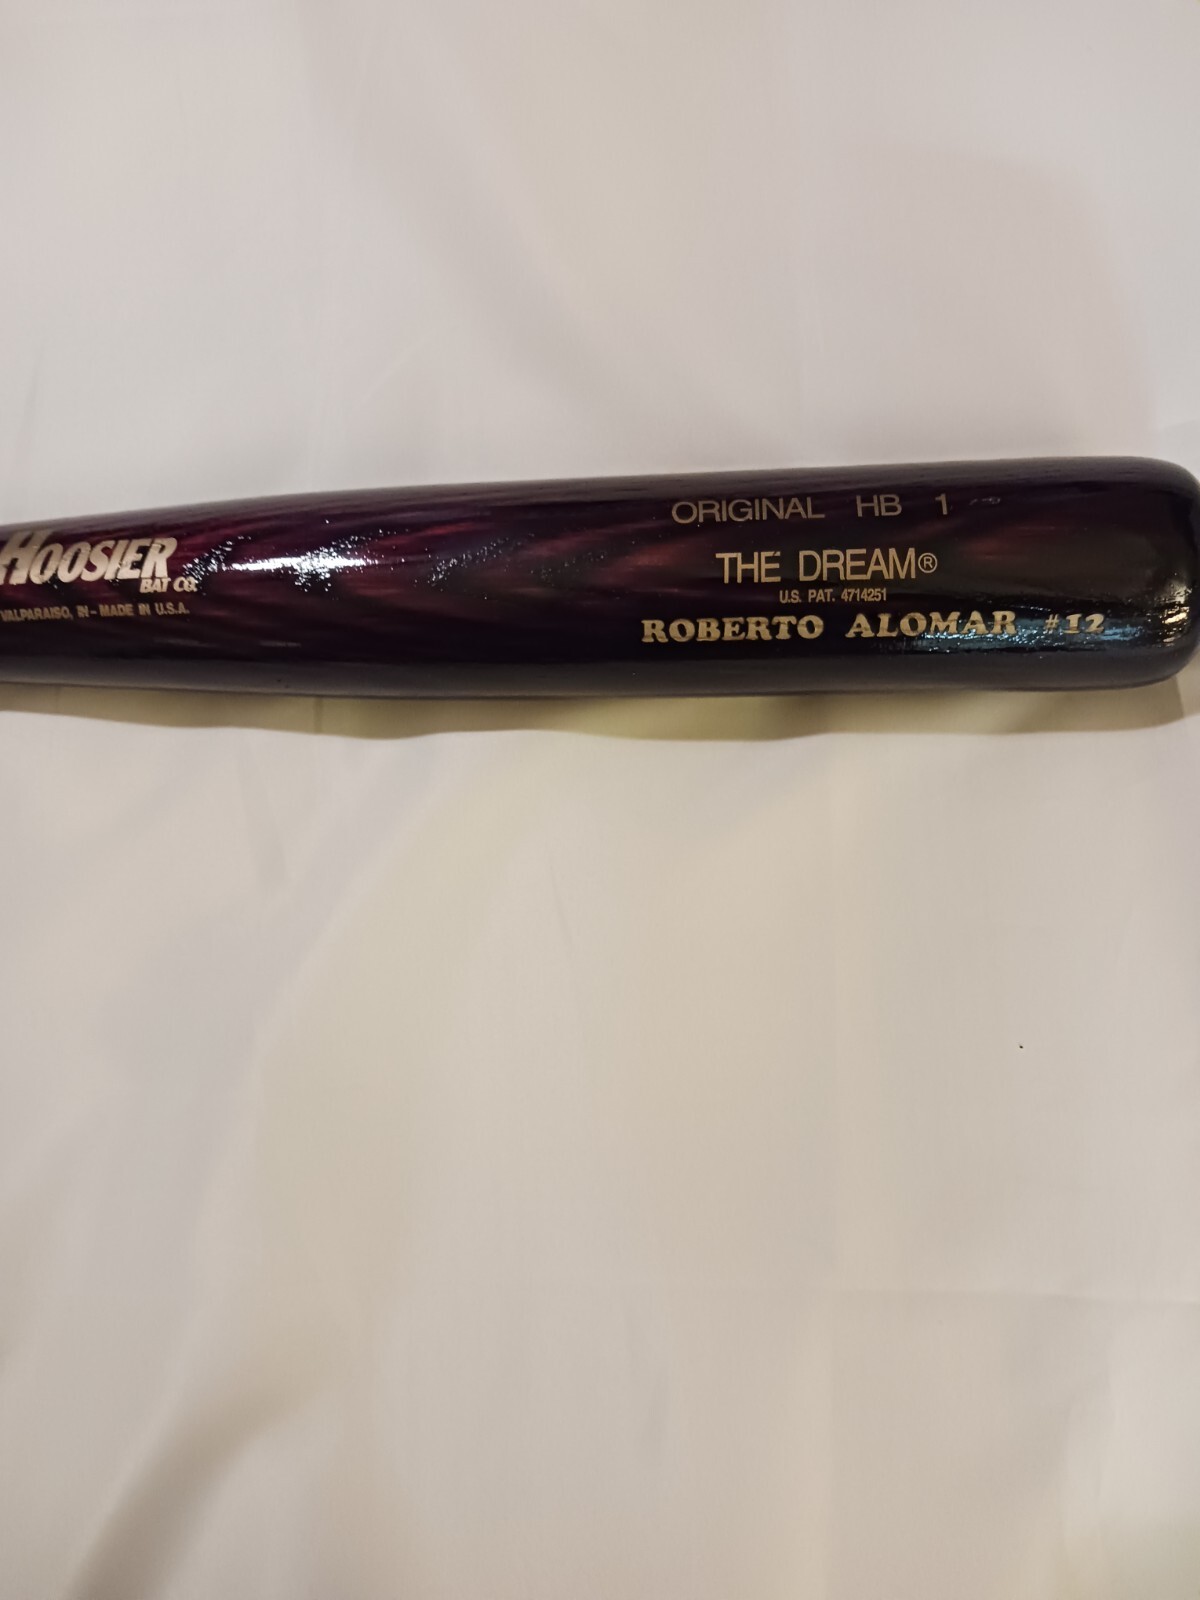 HOOSIER
BAT CO.
VALPARAISO, IN - MADE IN U.S.A.
ORIGINAL HB 1
THE DREAM®
U.S. PAT. 4714251
ROBERTO ALOMAR #12